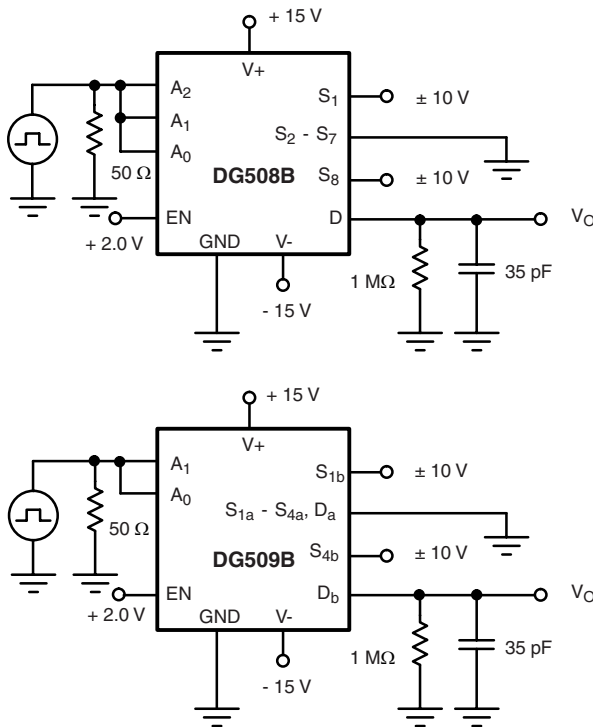 + 15 V
V+
A2
S1
± 10 V
A1
S2 - S7
A0
50 Ω
DG508B
S8
± 10 V
EN
D
VO
+ 2.0 V
GND
V-
1 MΩ
35 pF
- 15 V
+ 15 V
V+
A1
S1b
± 10 V
A0
S1a - S4a, Da
50 Ω
S4b
± 10 V
DG509B
EN
Db
VO
+ 2.0 V
GND
V-
1 MΩ
35 pF
- 15 V